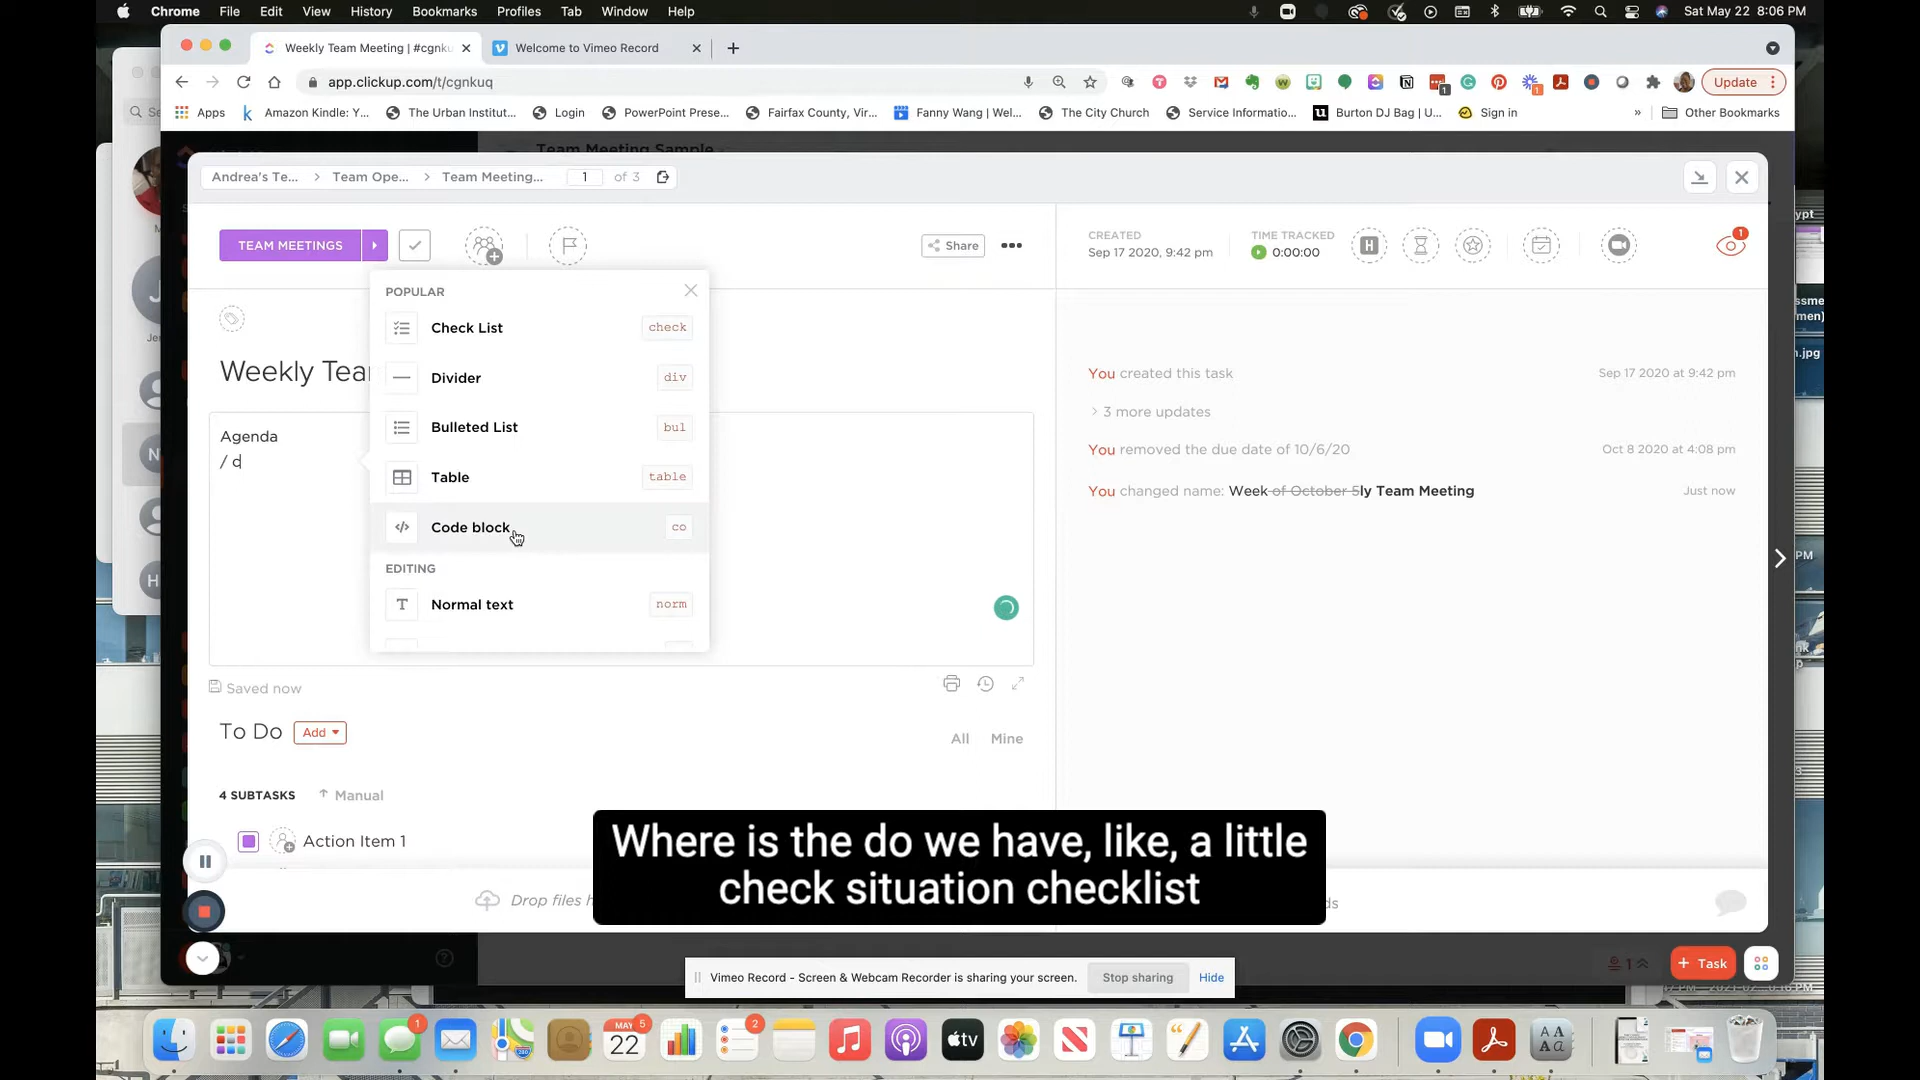 Chrome File Edit View History Bookmarks Profiles Tab Window Help Sat May 22 8:06 PM
Weekly Team Meeting | #cgnku Welcome to Vimeo Record
app.clickup.com/t/cgnkuq Update
Apps Amazon Kindle: Y... The Urban Institut... Login PowerPoint Prese... Fairfax County, Vir... Fanny Wang | Wel... The City Church Service Informatio... Burton DJ Bag | U... Sign in » Other Bookmarks
Team Meeting Sample
Andrea's Te... > Team Ope... > Team Meeting... 1 of 3
TEAM MEETINGS Share
CREATED
Sep 17 2020, 9:42 pm
TIME TRACKED
0:00:00
1
POPULAR
Check List check
Divider div
Bulleted List bul
Table table
Code block co
EDITING
Normal text norm
Weekly Tea
Agenda
/ c
You created this task Sep 17 2020 at 9:42 pm
> 3 more updates
You removed the due date of 10/6/20 Oct 8 2020 at 4:08 pm
You changed name: Week of October 5ly Team Meeting Just now
Saved now
To Do Add All Mine
4 SUBTASKS Manual
Action Item 1
Drop files h
Where is the do we have, like, a little
check situation checklist
Task
Vimeo Record - Screen & Webcam Recorder is sharing your screen. Stop sharing Hide
MAY
22
tv